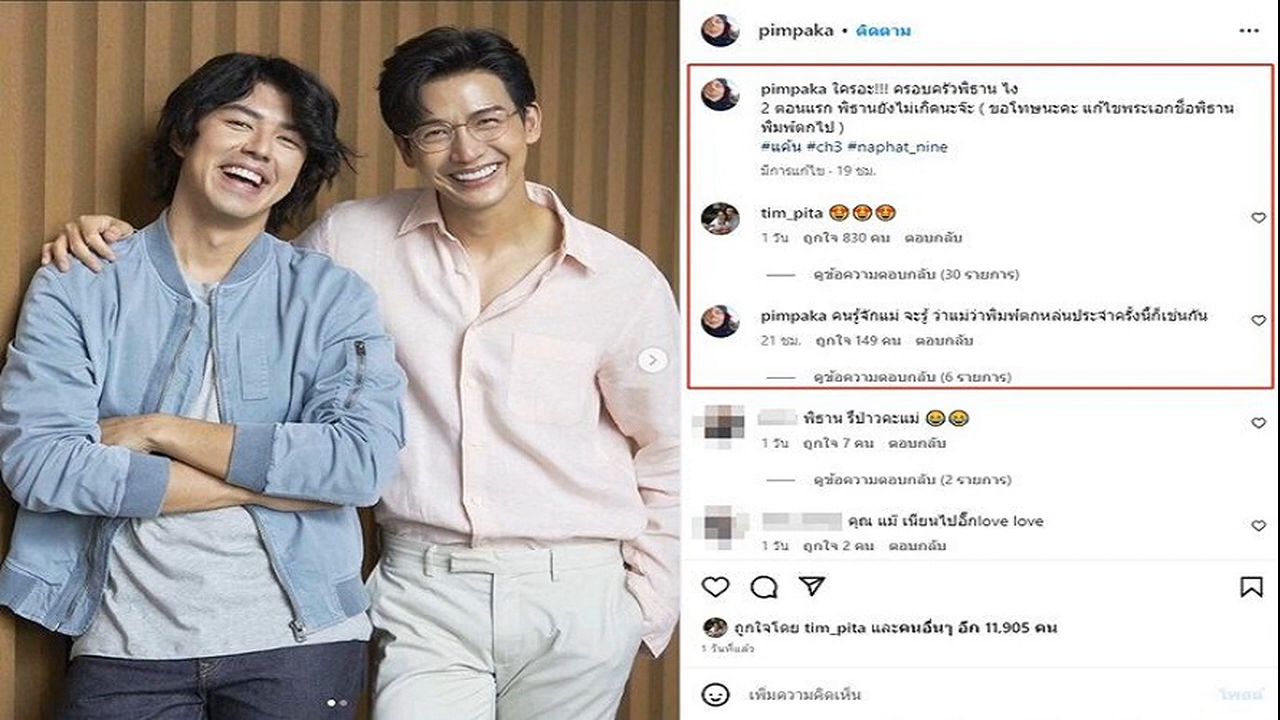 pimpaka • ติดตาม
pimpaka ใครอะ!!! ครอบครัวพิธาน ไง
2 ตอนแรก พิธานยังไม่เกิดนะจ๊ะ ( ขอโทษนะคะ แก้ไขพระเอกชื่อพิธาน
พิมพ์ตกไป )
#แค้น #ch3 #naphat_nine
มีการแก้ไข · 19 ชม.
tim_pita 🤩🤩🤩
1 วัน ถูกใจ 830 คน ตอบกลับ
ดูข้อความตอบกลับ (30 รายการ)
pimpaka คนรู้จักแม่ จะรู้ ว่าแม่ว่าพิมพ์ตกหล่นประจำครั้งนี้ก็เช่นกัน
21 ชม. ถูกใจ 149 คน ตอบกลับ
ดูข้อความตอบกลับ (6 รายการ)
พิธาน รึป่าวคะแม่ 😂😂
1 วัน ถูกใจ 7 คน ตอบกลับ
ดูข้อความตอบกลับ (2 รายการ)
คุณ แม๊ เนียนไปอิ๊กlove love
1 วัน ถูกใจ 2 คน ตอบกลับ
ถูกใจโดย tim_pita และคนอื่นๆ อีก 11,905 คน
1 วันที่แล้ว
เพิ่มความคิดเห็น
โพสต์